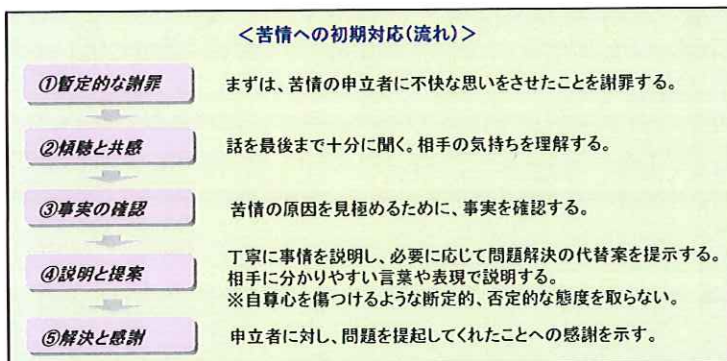 ＜苦情への初期対応(流れ)＞
①暫定的な謝罪 まずは、苦情の申立者に不快な思いをさせたことを謝罪する。
②傾聴と共感 話を最後まで十分に聞く。相手の気持ちを理解する。
③事実の確認 苦情の原因を見極めるために、事実を確認する。
④説明と提案 丁寧に事情を説明し、必要に応じて問題解決の代替案を提示する。
相手に分かりやすい言葉や表現で説明する。
※自尊心を傷つけるような断定的、否定的な態度を取らない。
⑤解決と感謝 申立者に対し、問題を提起してくれたことへの感謝を示す。